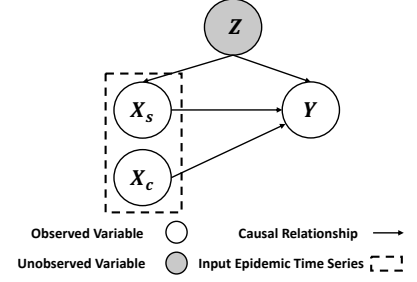 Z
X_s
Y
X_c
Observed Variable
Causal Relationship
Unobserved Variable
Input Epidemic Time Series